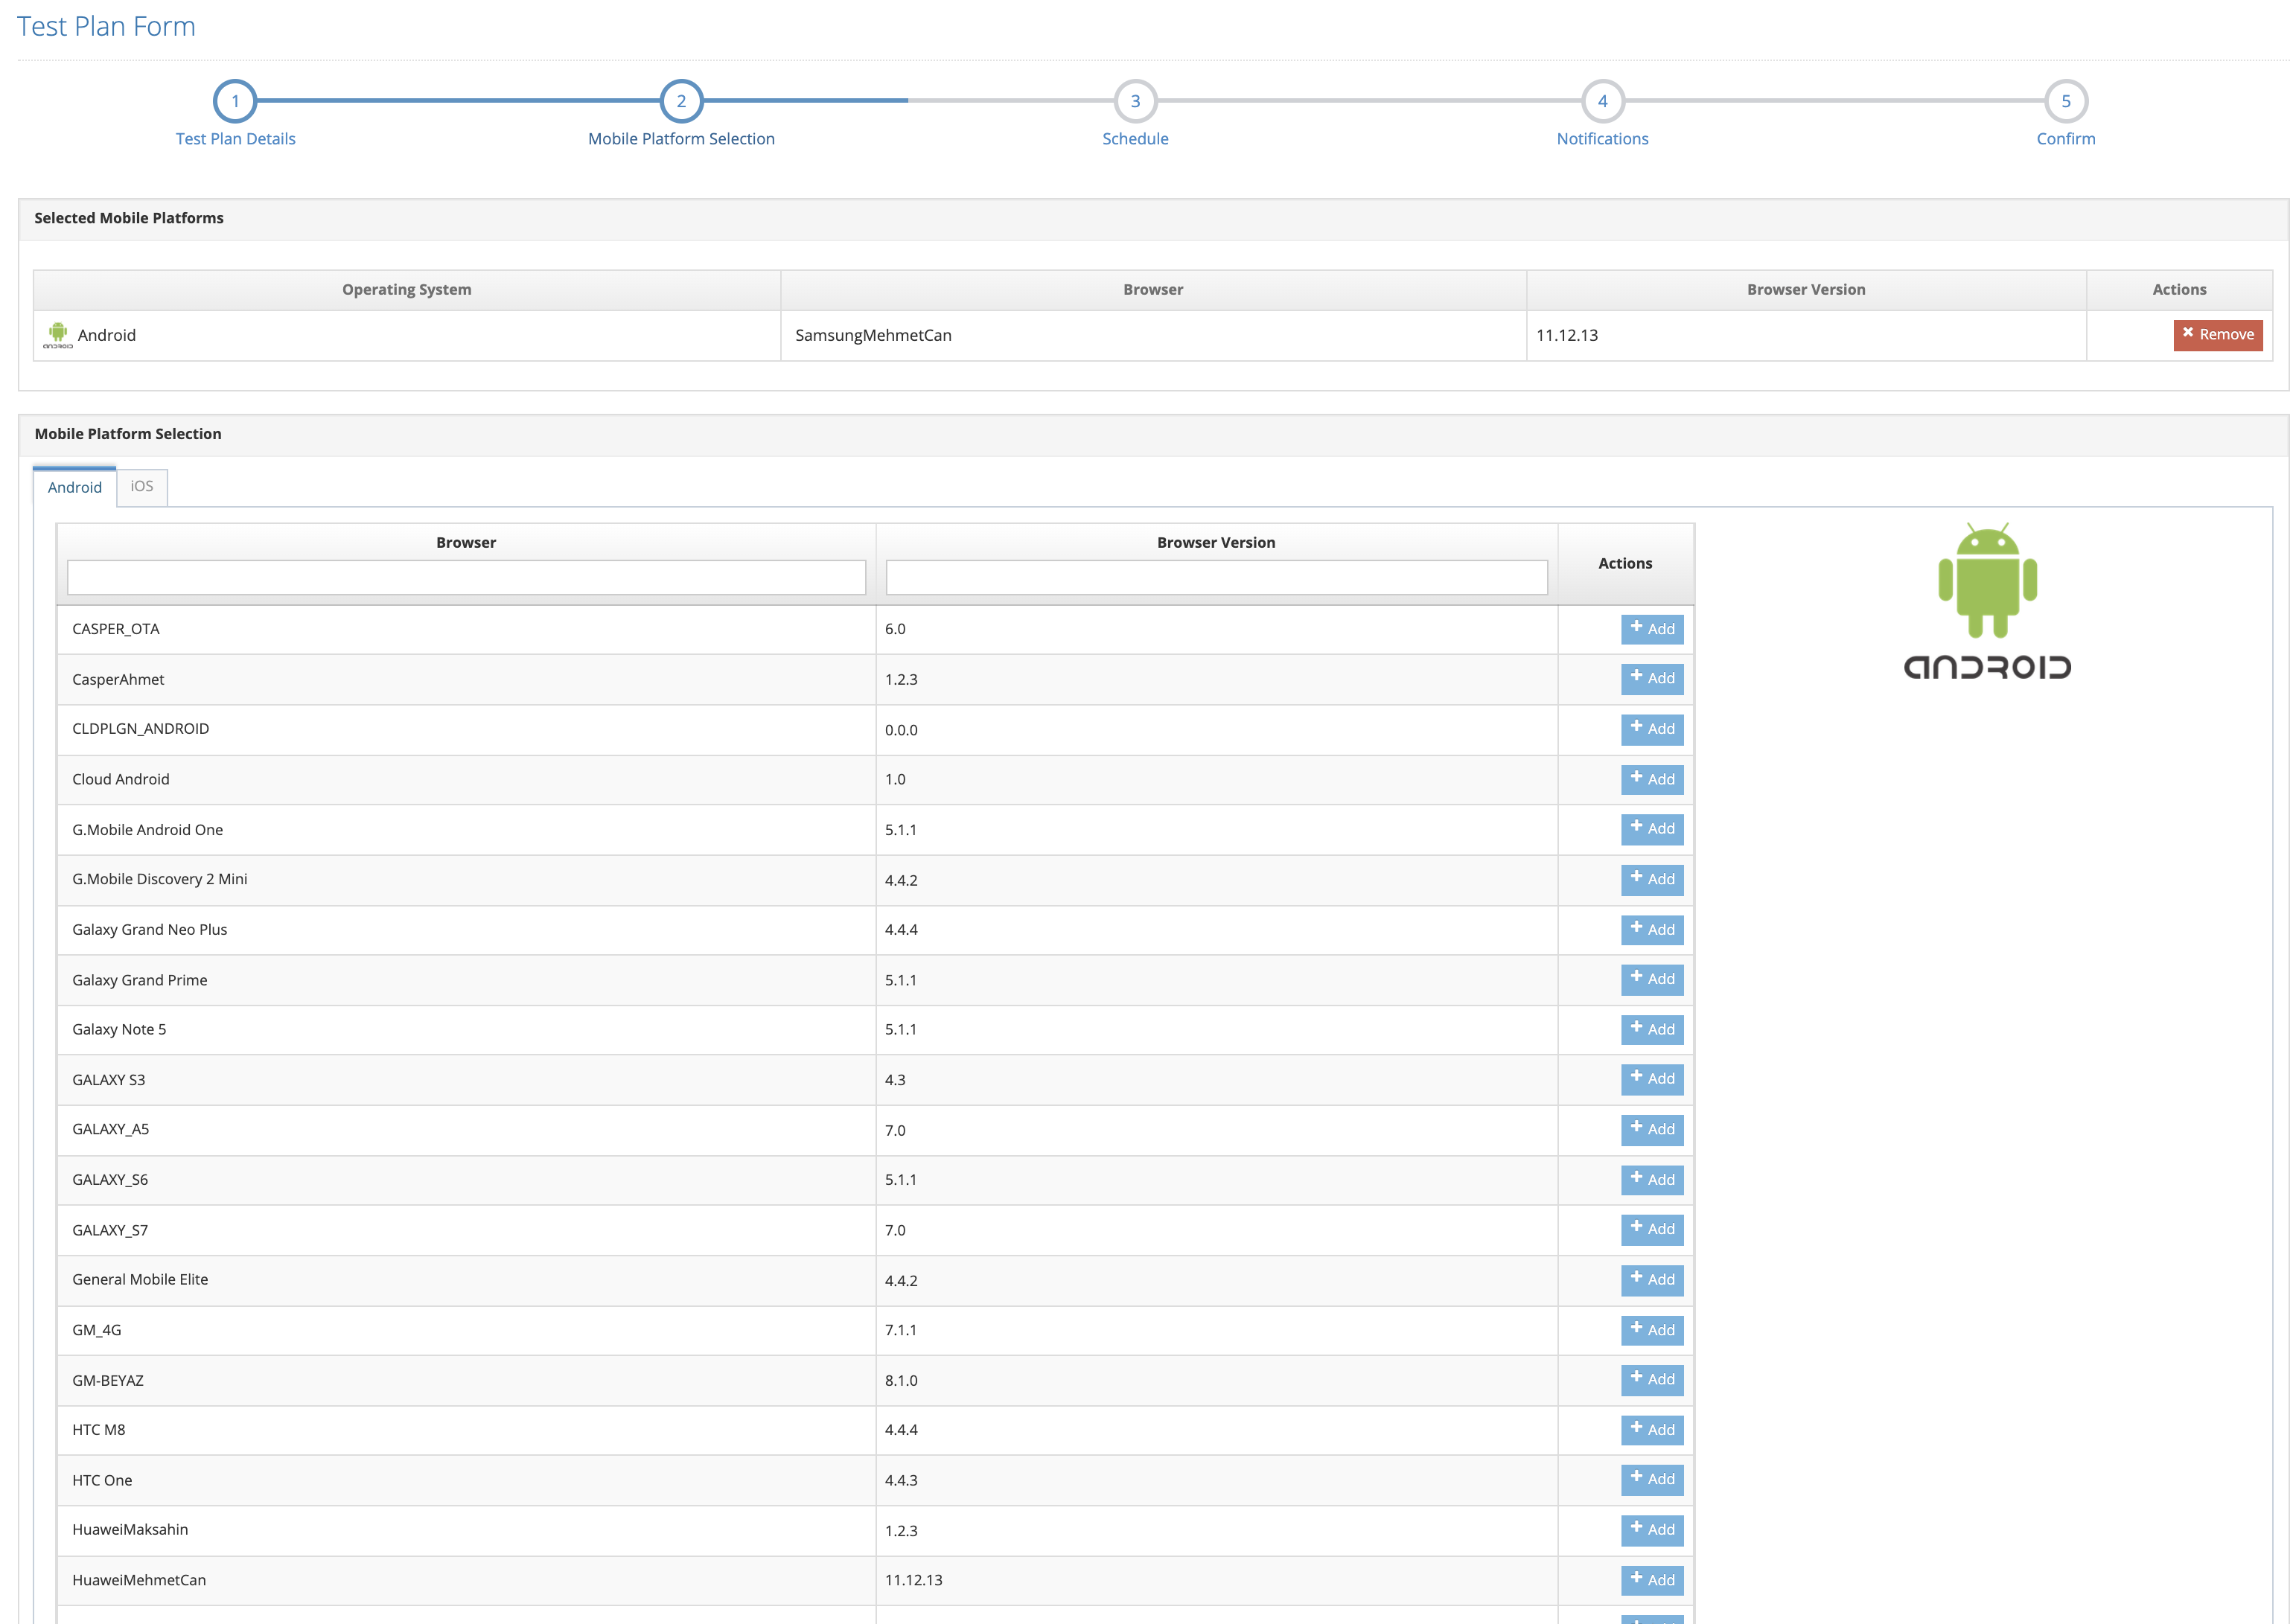 Test Plan Form
1 2 3 4 5
Test Plan Details Mobile Platform Selection Schedule Notifications Confirm
Selected Mobile Platforms
Operating System Browser Browser Version Actions
ANDROID Android SamsungMehmetCan 11.12.13 Remove
Mobile Platform Selection
Android iOS
Browser Browser Version Actions
CASPER_OTA 6.0 Add
ANDROID
CasperAhmet 1.2.3 Add
CLDPLGN_ANDROID 0.0.0 Add
Cloud Android 1.0 Add
G.Mobile Android One 5.1.1 Add
G.Mobile Discovery 2 Mini 4.4.2 Add
Galaxy Grand Neo Plus 4.4.4 Add
Galaxy Grand Prime 5.1.1 Add
Galaxy Note 5 5.1.1 Add
GALAXY S3 4.3 Add
GALAXY_A5 7.0 Add
GALAXY_S6 5.1.1 Add
GALAXY_S7 7.0 Add
General Mobile Elite 4.4.2 Add
GM_4G 7.1.1 Add
GM-BEYAZ 8.1.0 Add
HTC M8 4.4.4 Add
HTC One 4.4.3 Add
HuaweiMaksahin 1.2.3 Add
HuaweiMehmetCan 11.12.13 Add